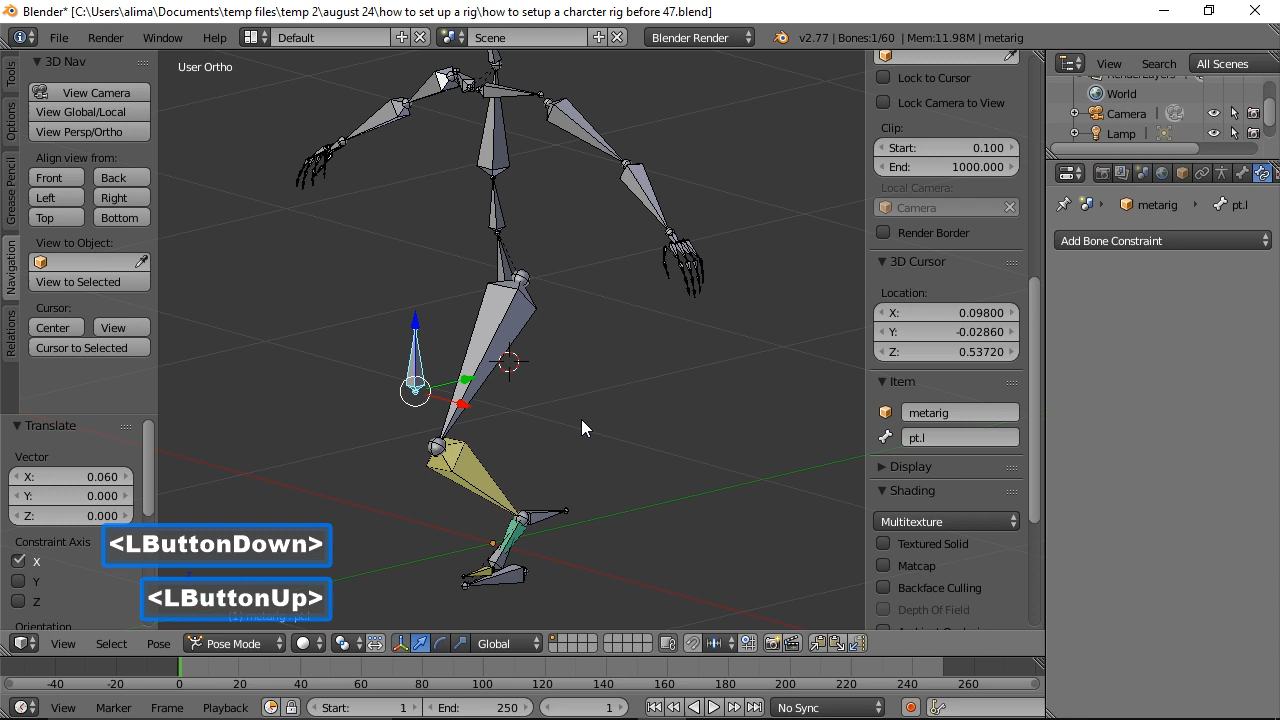 Blender* [C:\Users\alima\Documents\temp files\temp 2\august 24\how to set up a rig\how to setup a charcter rig before 47.blend]
File Render Window Help Default Scene Blender Render v2.77 | Bones:1/60 | Mem:11.98M | metarig
Tools
Options
Grease Pencil
Navigation
Relations
3D Nav
View Camera
View Global/Local
View Persp/Ortho
Align view from:
Front Back
Left Right
Top Bottom
View to Object:
View to Selected
Cursor:
Center View
Cursor to Selected
Translate
Vector
X: 0.060
Y: 0.000
Z: 0.000
Constraint Axis
X
Y
Z
Orientation
User Ortho
<LButtonDown>
<LButtonUp>
Lock to Cursor
Lock Camera to View
Clip:
Start: 0.100
End: 1000.000
Local Camera:
Camera
Render Border
3D Cursor
Location:
X: 0.09800
Y: -0.02860
Z: 0.53720
Item
metarig
pt.l
Display
Shading
Multitexture
Textured Solid
Matcap
Backface Culling
Depth Of Field
View Search All Scenes
World
Camera
Lamp
metarig pt.l
Add Bone Constraint
View Select Pose Pose Mode Global
-40 -20 0 20 40 60 80 100 120 140 160 180 200 220 240 260
View Marker Frame Playback Start: 1 End: 250 1 No Sync